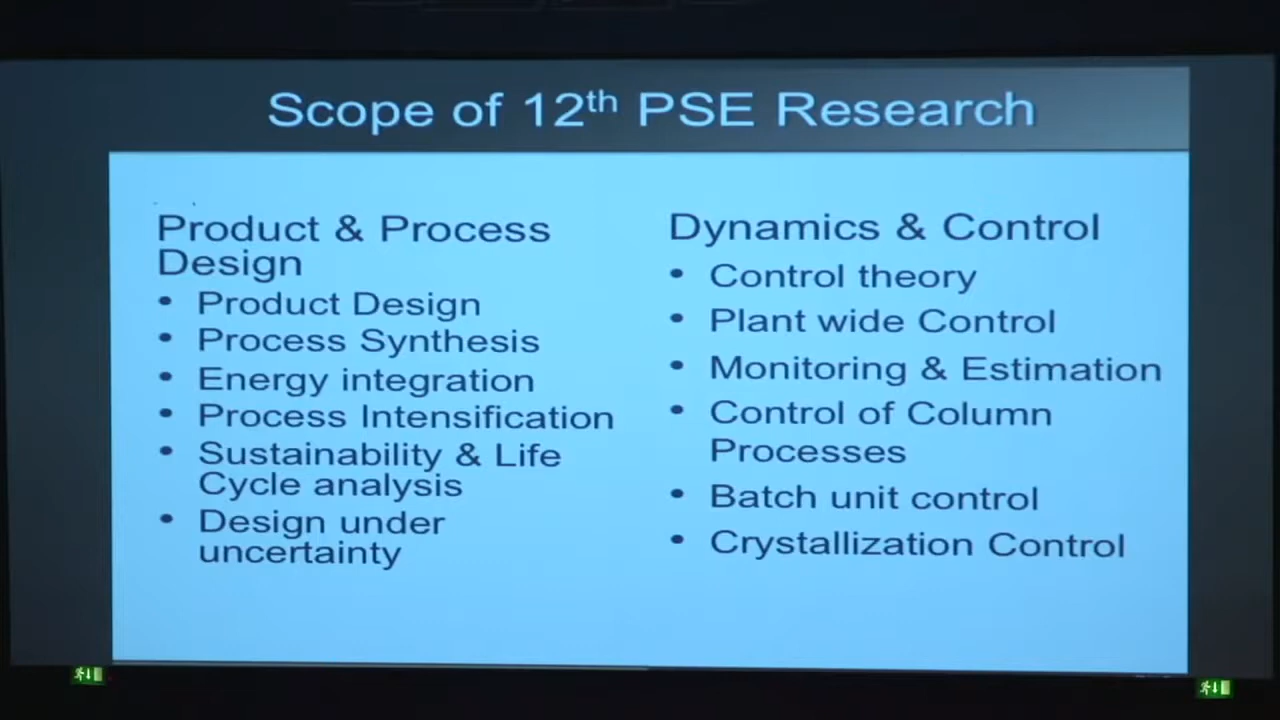 Scope of 12th PSE Research
Product & Process
Design
• Product Design
• Process Synthesis
• Energy integration
• Process Intensification
• Sustainability & Life
Cycle analysis
• Design under
uncertainty
Dynamics & Control
• Control theory
• Plant wide Control
• Monitoring & Estimation
• Control of Column
Processes
• Batch unit control
• Crystallization Control